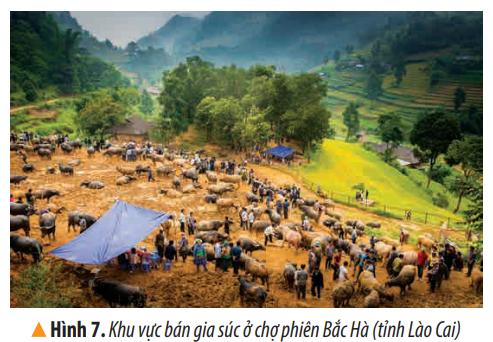 ▲ Hình 7. Khu vực bán gia súc ở chợ phiên Bắc Hà (tỉnh Lào Cai)